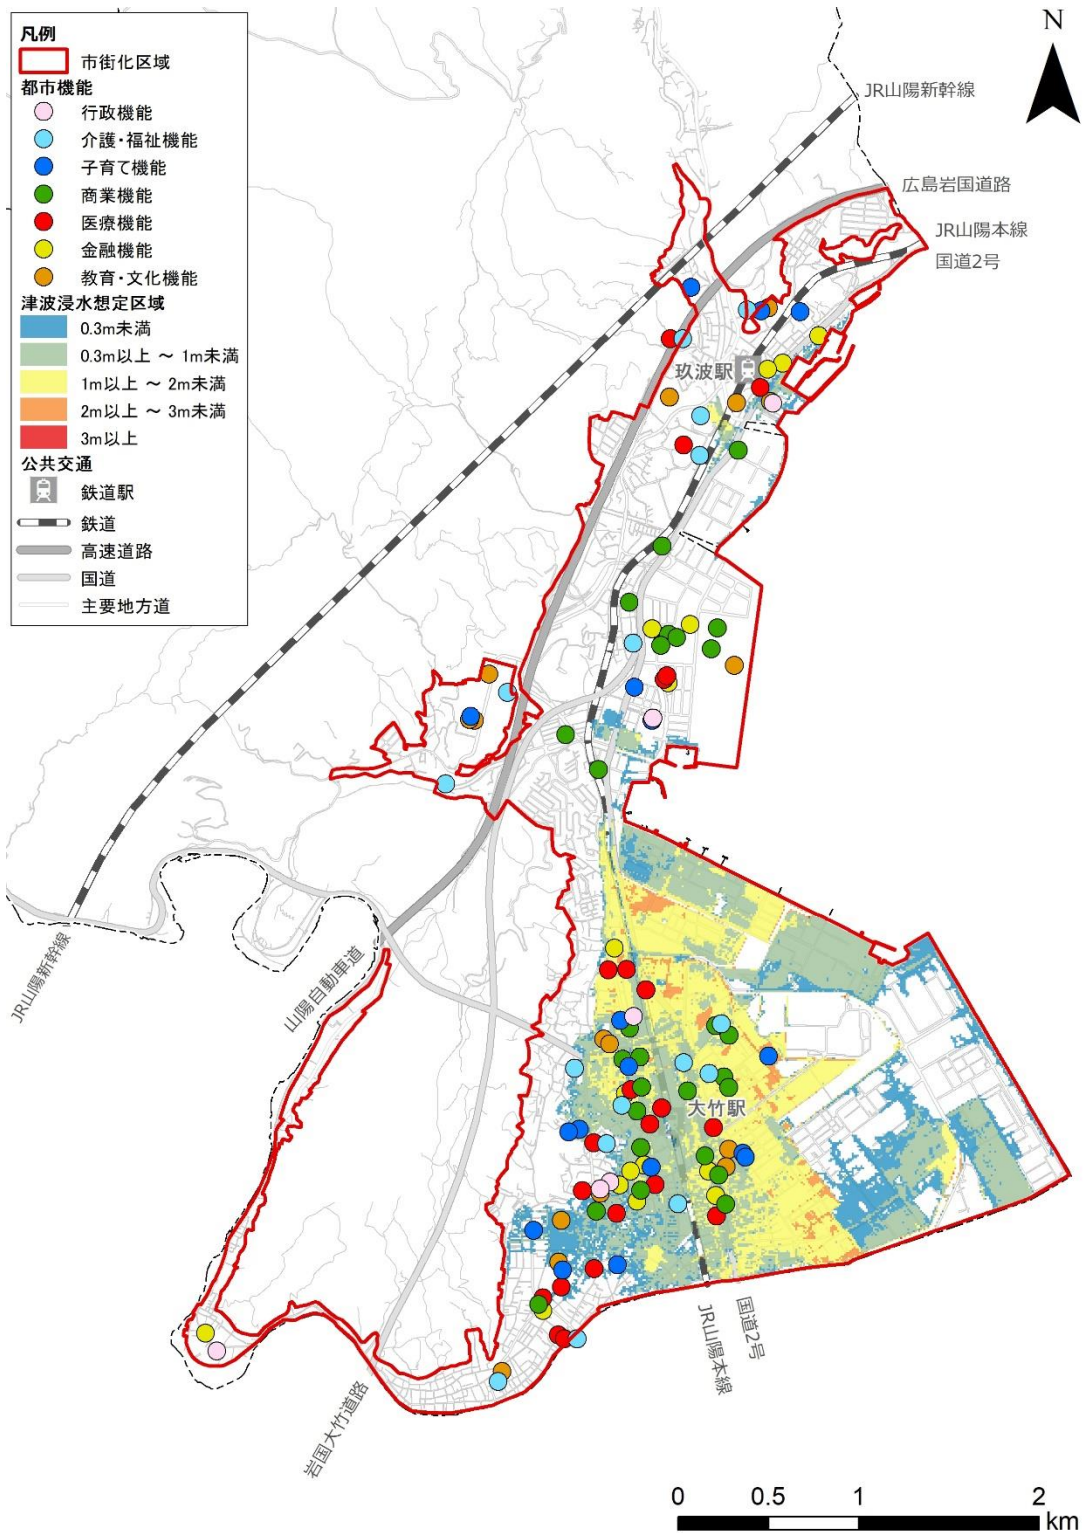 凡例
市街化区域
都市機能
行政機能
介護・福祉機能
子育て機能
商業機能
医療機能
金融機能
教育・文化機能
津波浸水想定区域
0.3m未満
0.3m以上 ～ 1m未満
1m以上 ～ 2m未満
2m以上 ～ 3m未満
3m以上
公共交通
鉄道駅
鉄道
高速道路
国道
主要地方道
N
JR山陽新幹線
広島岩国道路
JR山陽本線
国道2号
玖波駅
JR山陽新幹線
山陽自動車道
大竹駅
岩国大竹道路
JR山陽本線
国道2号
0 0.5 1 2
km